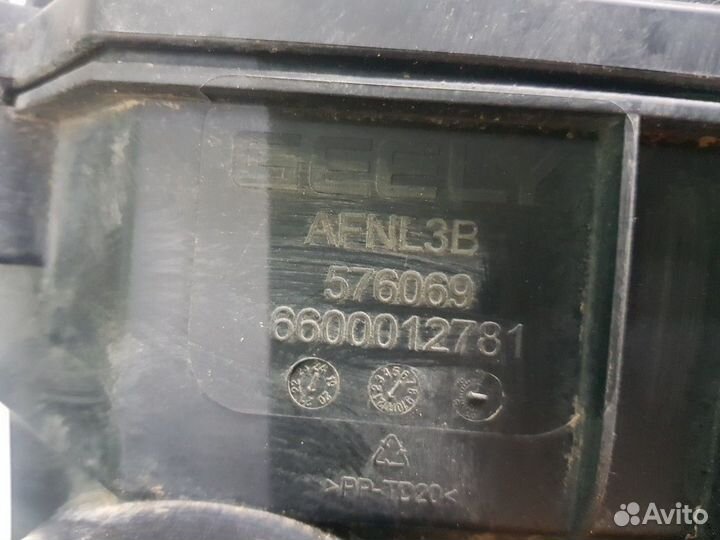 GEELY
AFNL3B
576069
6600012781
>PP-TD20<
Avito